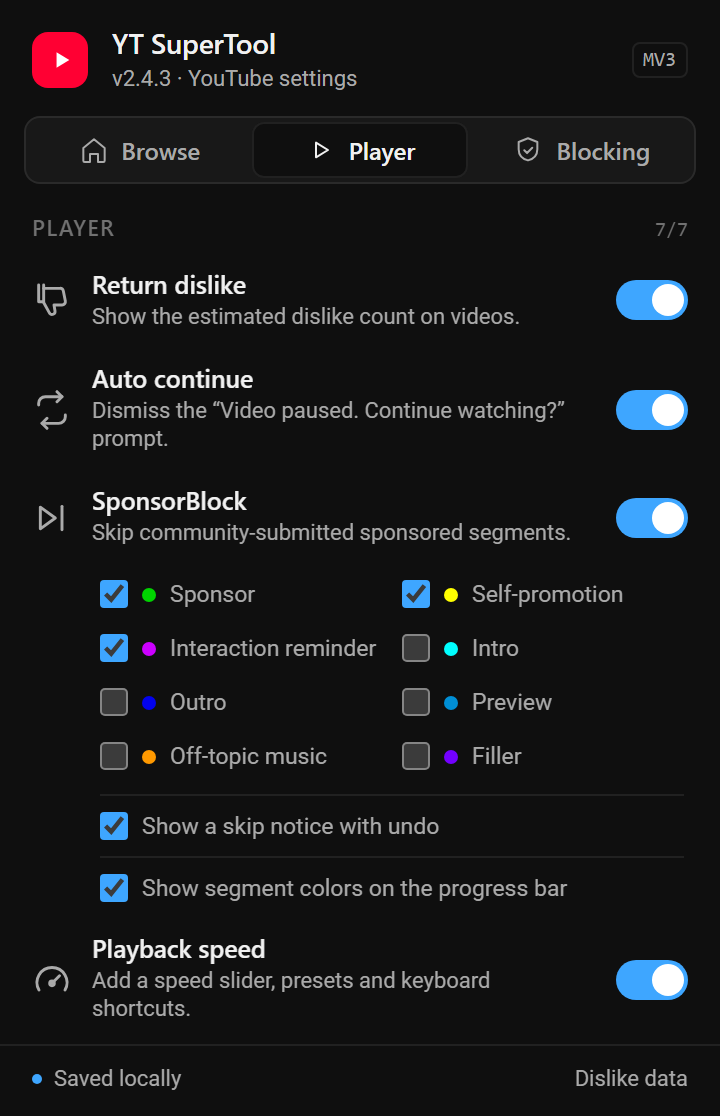 YT SuperTool
v2.4.3 · YouTube settings
MV3
Browse
Player
Blocking
PLAYER
7/7
Return dislike
Show the estimated dislike count on videos.
Auto continue
Dismiss the “Video paused. Continue watching?”
prompt.
SponsorBlock
Skip community-submitted sponsored segments.
Sponsor
Self-promotion
Interaction reminder
Intro
Outro
Preview
Off-topic music
Filler
Show a skip notice with undo
Show segment colors on the progress bar
Playback speed
Add a speed slider, presets and keyboard
shortcuts.
Saved locally
Dislike data